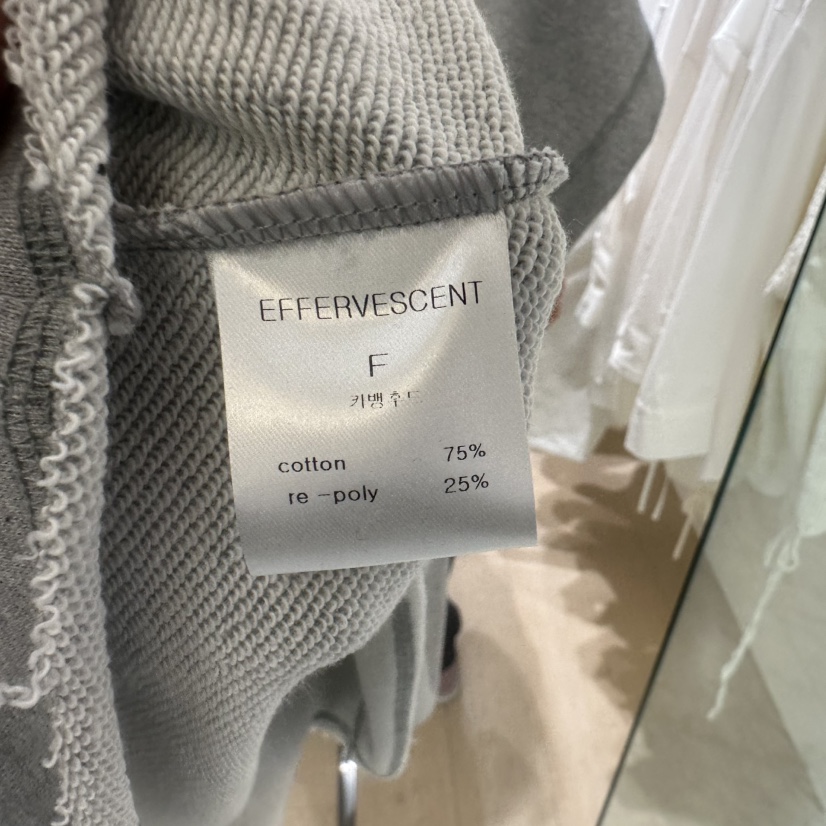 EFFERVESCENT
F
키뱅후드
cotton 75%
re-poly 25%